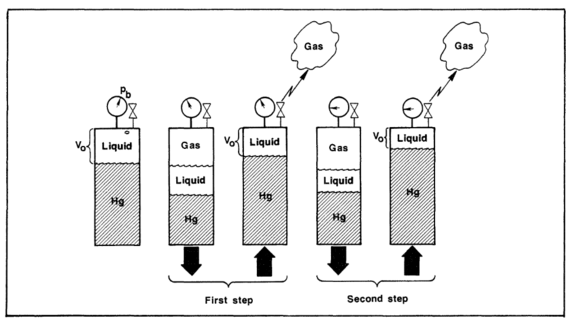 Gas
Gas
p_b
V_o
Liquid
Hg
Gas
Liquid
Hg
V_o
Liquid
Hg
Gas
Liquid
Hg
V_o
Liquid
Hg
First step
Second step